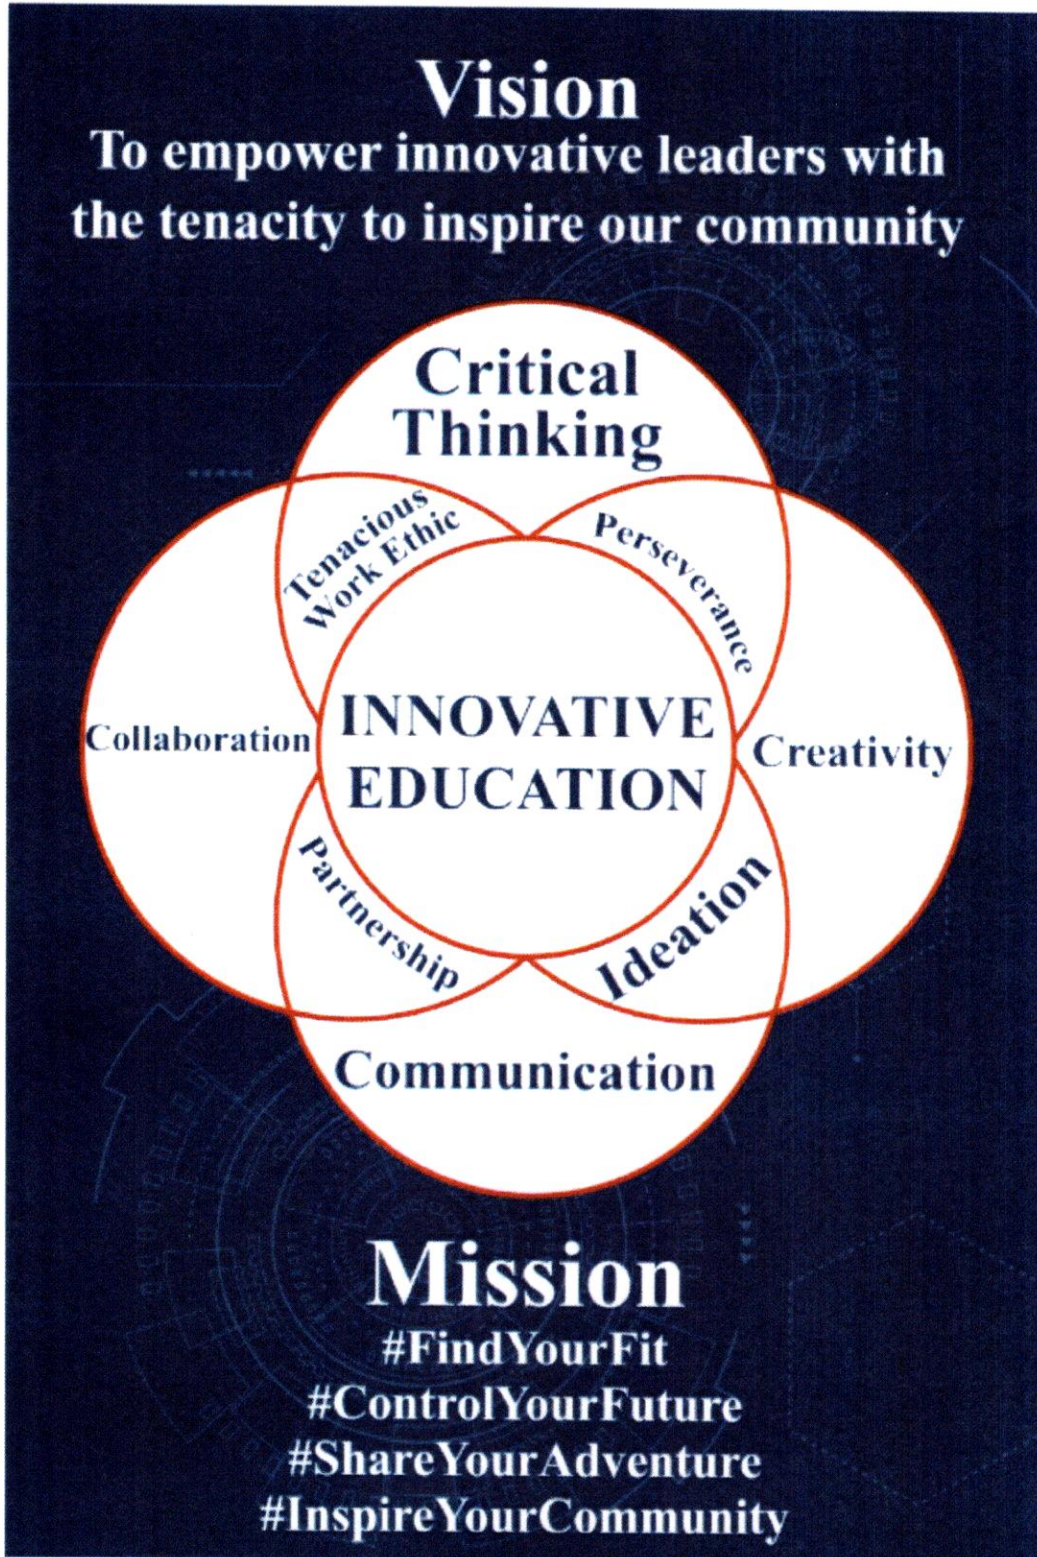 Vision
To empower innovative leaders with
the tenacity to inspire our community
Critical
Thinking
Tenacious
Work Ethic
Perseverance
Collaboration
INNOVATIVE
EDUCATION
Creativity
Partnership
Ideation
Communication
Mission
#FindYourFit
#ControlYourFuture
#ShareYourAdventure
#InspireYourCommunity